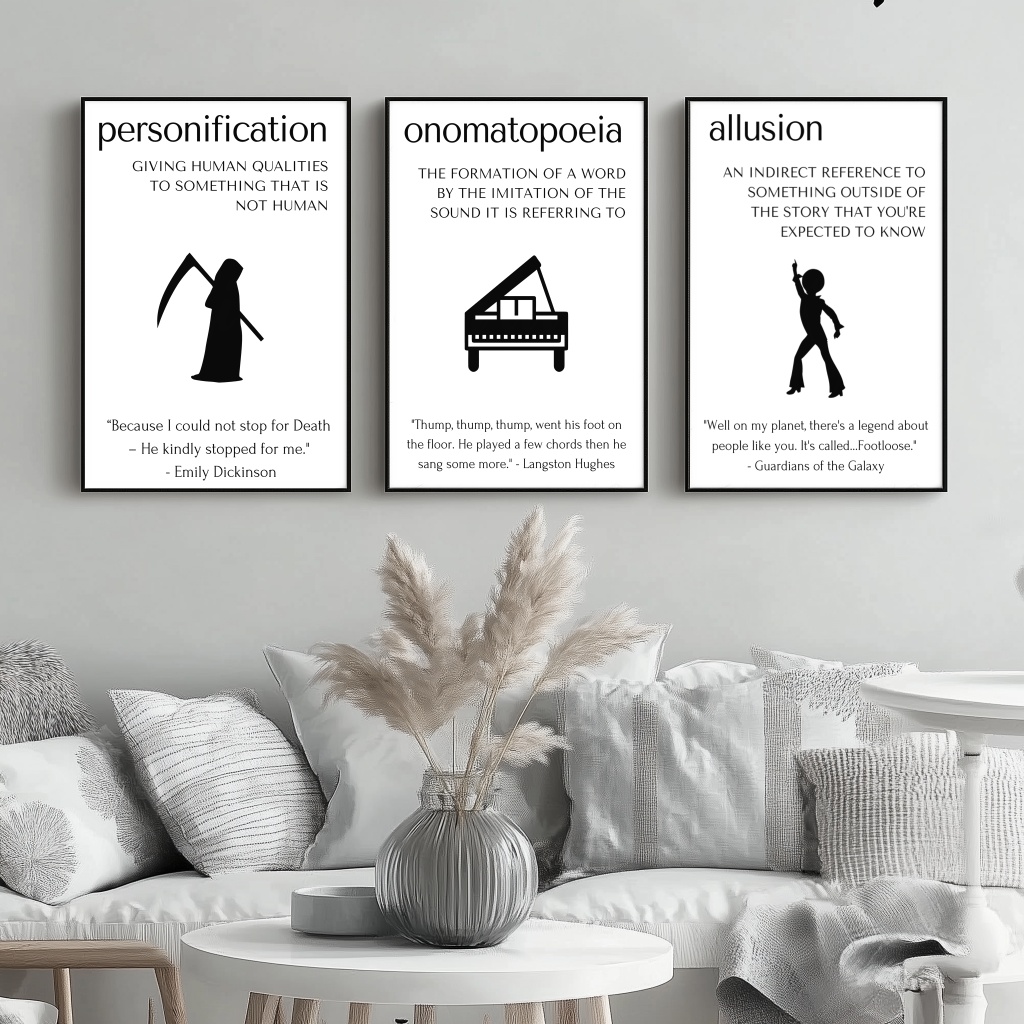 personification
GIVING HUMAN QUALITIES
TO SOMETHING THAT IS
NOT HUMAN
“Because I could not stop for Death
– He kindly stopped for me."
- Emily Dickinson
onomatopoeia
THE FORMATION OF A WORD
BY THE IMITATION OF THE
SOUND IT IS REFERRING TO
"Thump, thump, thump, went his foot on
the floor. He played a few chords then he
sang some more." - Langston Hughes
allusion
AN INDIRECT REFERENCE TO
SOMETHING OUTSIDE OF
THE STORY THAT YOU'RE
EXPECTED TO KNOW
"Well on my planet, there's a legend about
people like you. It's called...Footloose."
- Guardians of the Galaxy